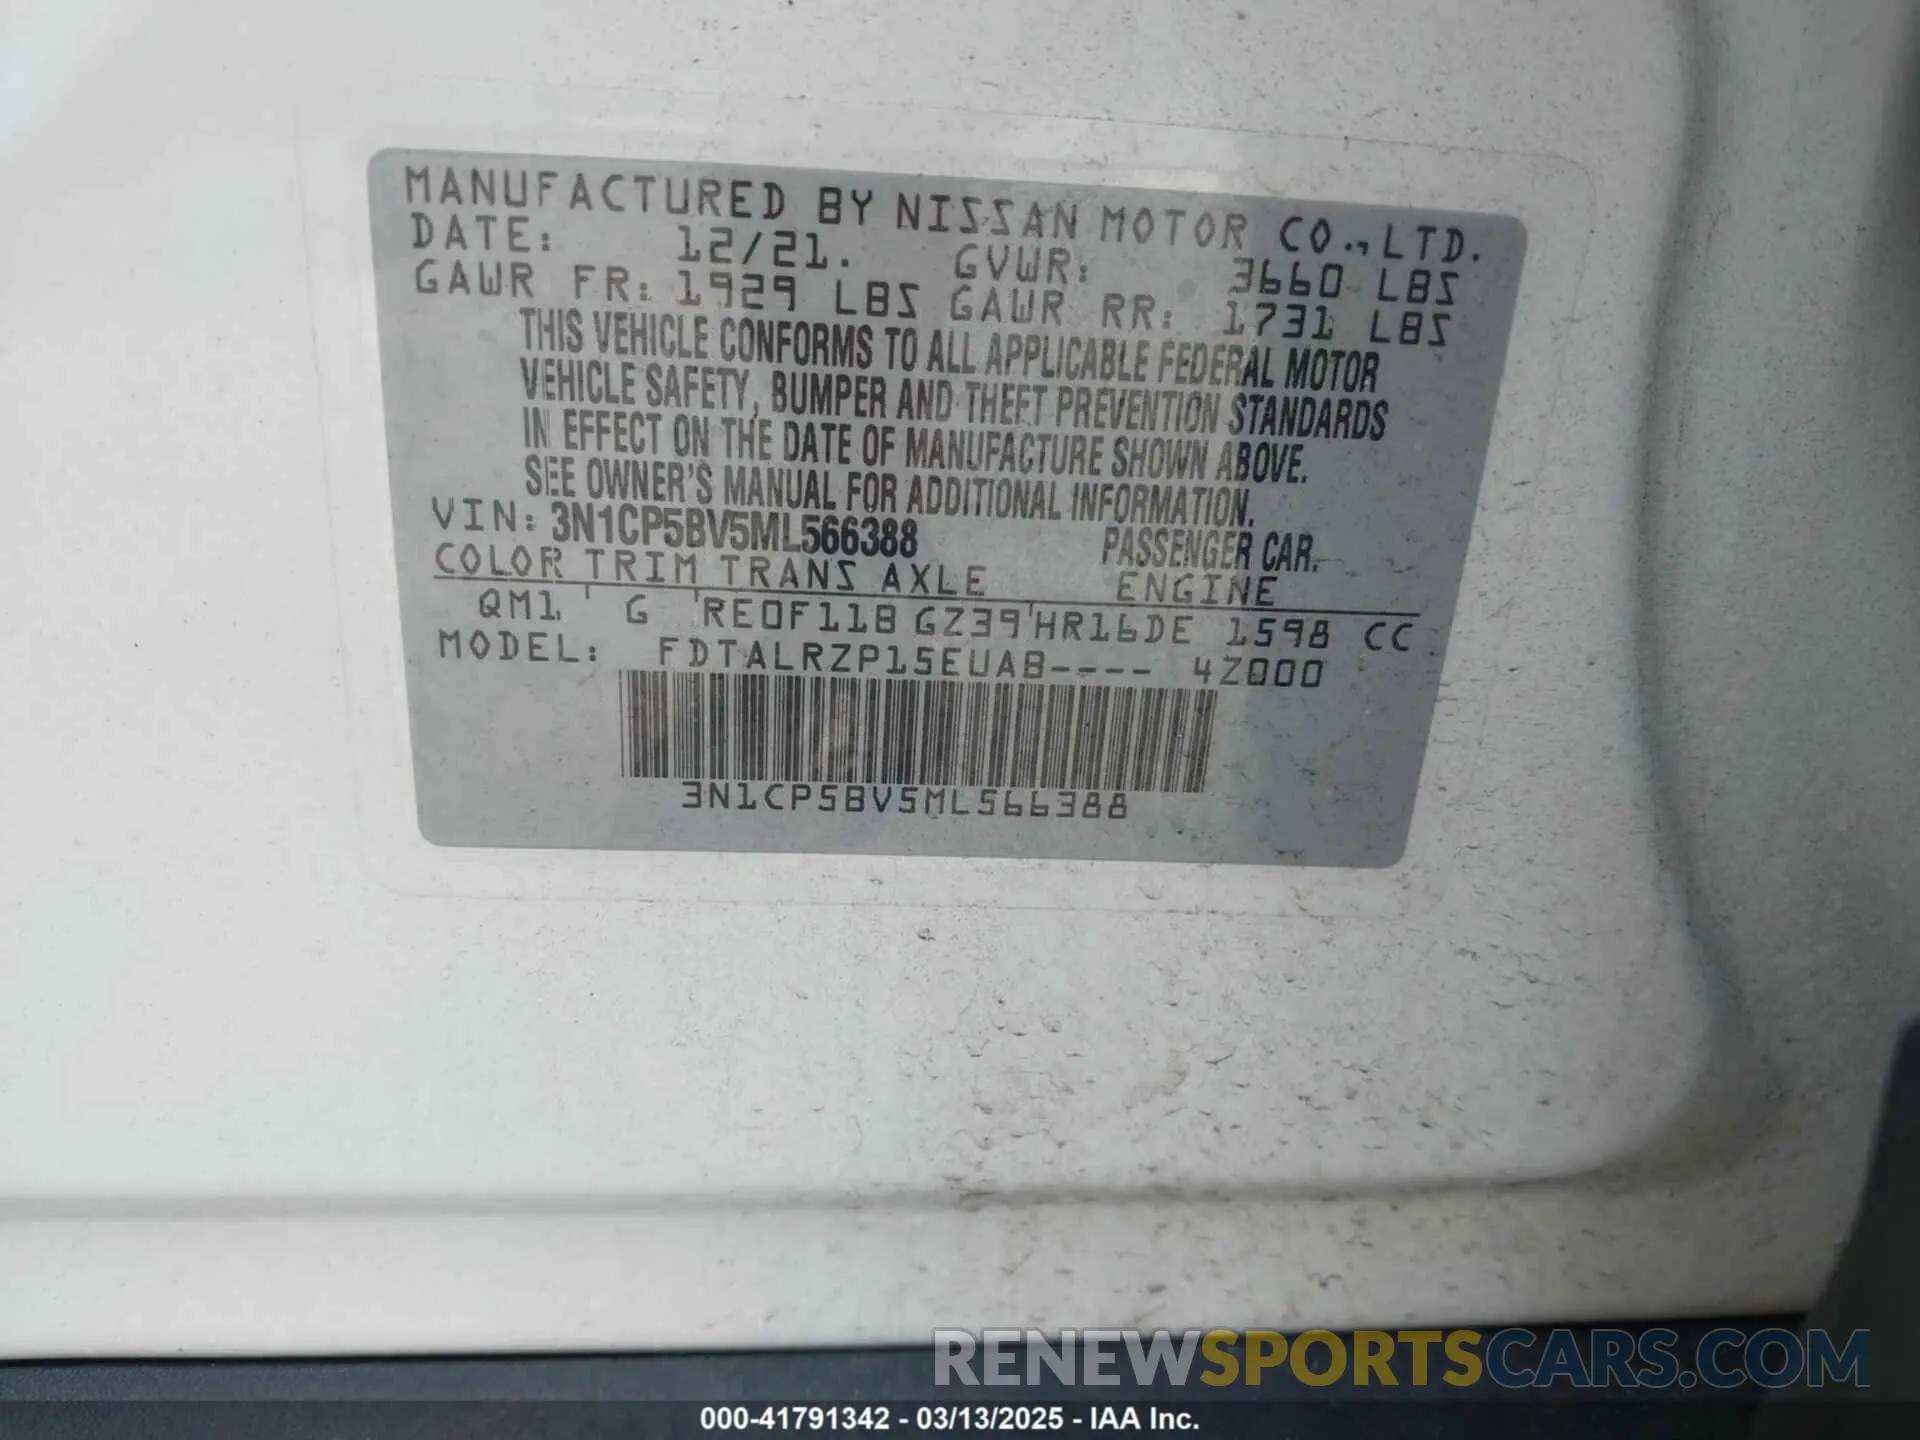 MANUFACTURED BY NISSAN MOTOR CO.,LTD.
DATE: 12/21. GVWR: 3660 LBS
GAWR FR: 1929 LBS GAWR RR: 1731 LBS
THIS VEHICLE CONFORMS TO ALL APPLICABLE FEDERAL MOTOR
VEHICLE SAFETY, BUMPER AND THEFT PREVENTION STANDARDS
IN EFFECT ON THE DATE OF MANUFACTURE SHOWN ABOVE.
SEE OWNER'S MANUAL FOR ADDITIONAL INFORMATION.
VIN: 3N1CP5BV5ML566388 PASSENGER CAR.
COLOR TRIM TRANS AXLE ENGINE
QM1 G RE0F11B GZ39 HR16DE 1598 CC
MODEL: FDTALRZP15EUAB---- 4Z000
3N1CP5BV5ML566388
RENEWSPORTSCARS.COM
000-41791342 - 03/13/2025 - IAA Inc.